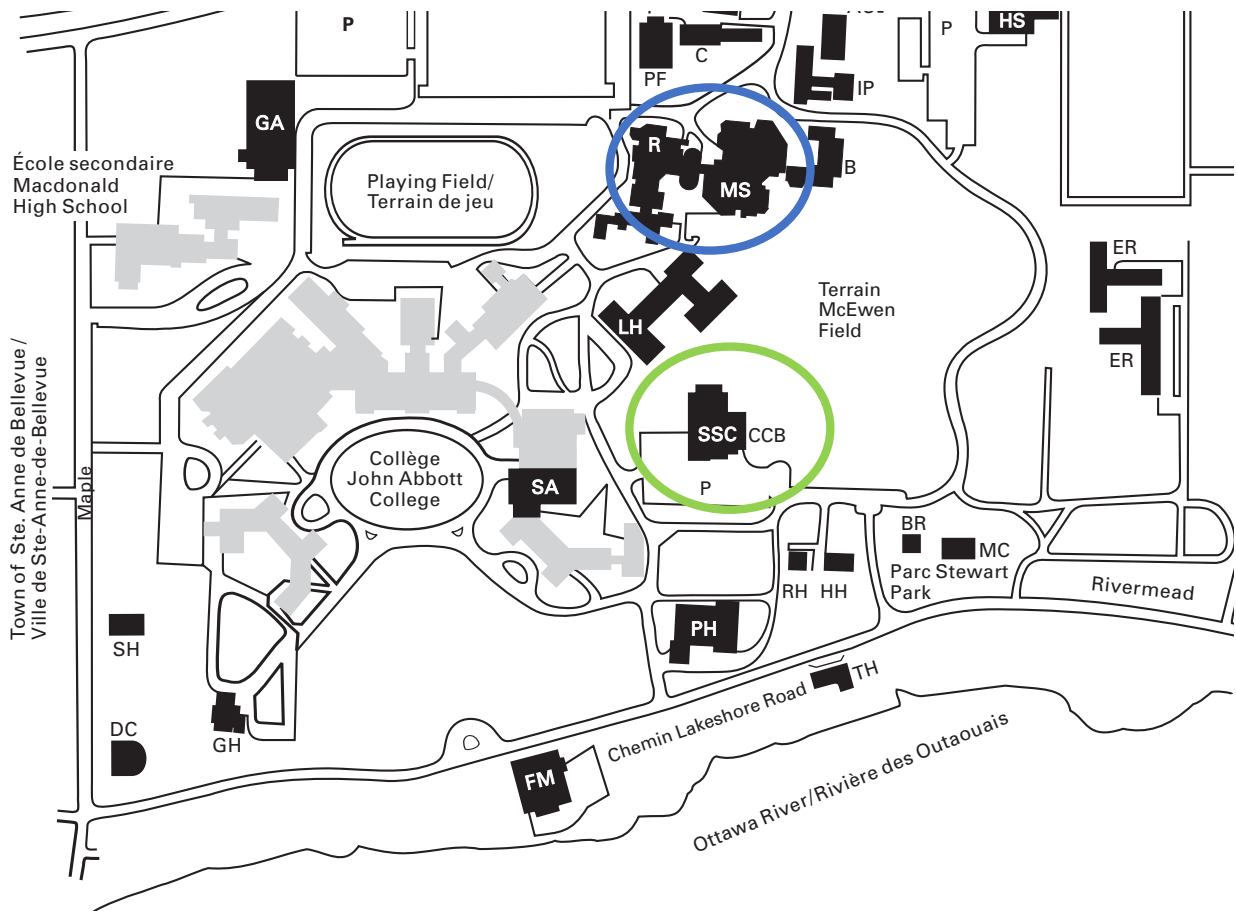 P
HS
P
C
PF
IP
GA
R
MS
B
École secondaire
Macdonald
High School
Playing Field/
Terrain de jeu
ER
Terrain
McEwen
Field
LH
ER
Town of Ste. Anne de Bellevue /
Ville de Ste-Anne-de-Bellevue
Maple
SSC
CCB
Collège
John Abbott
College
SA
P
BR
MC
Parc Stewart
Park
RH
HH
Rivermead
SH
PH
TH
DC
GH
Chemin Lakeshore Road
FM
Ottawa River/Rivière des Outaouais